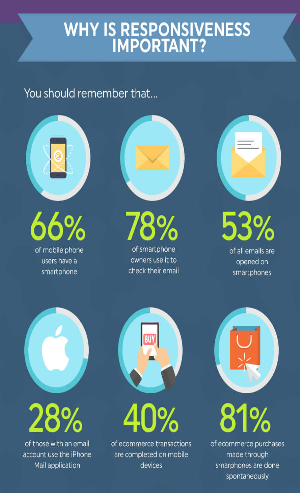 WHY IS RESPONSIVENESS
IMPORTANT?
You should remember that...
66%
of mobile phone
users have a
smartphone
78%
of smartphone
owners use it to
check their email
53%
of all emails are
opened on
smartphones
28%
of those with an email
account use the iPhone
Mail application
BUY
40%
of ecommerce transactions
are completed on mobile
devices
81%
of ecommerce purchases
made through
smarphones are done
spontaneously